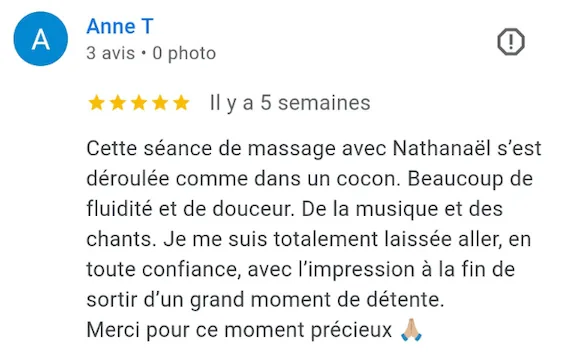 A
Anne T
3 avis • 0 photo
Il y a 5 semaines
Cette séance de massage avec Nathanaël s’est
déroulée comme dans un cocon. Beaucoup de
fluidité et de douceur. De la musique et des
chants. Je me suis totalement laissée aller, en
toute confiance, avec l’impression à la fin de
sortir d’un grand moment de détente.
Merci pour ce moment précieux 🙏🏼